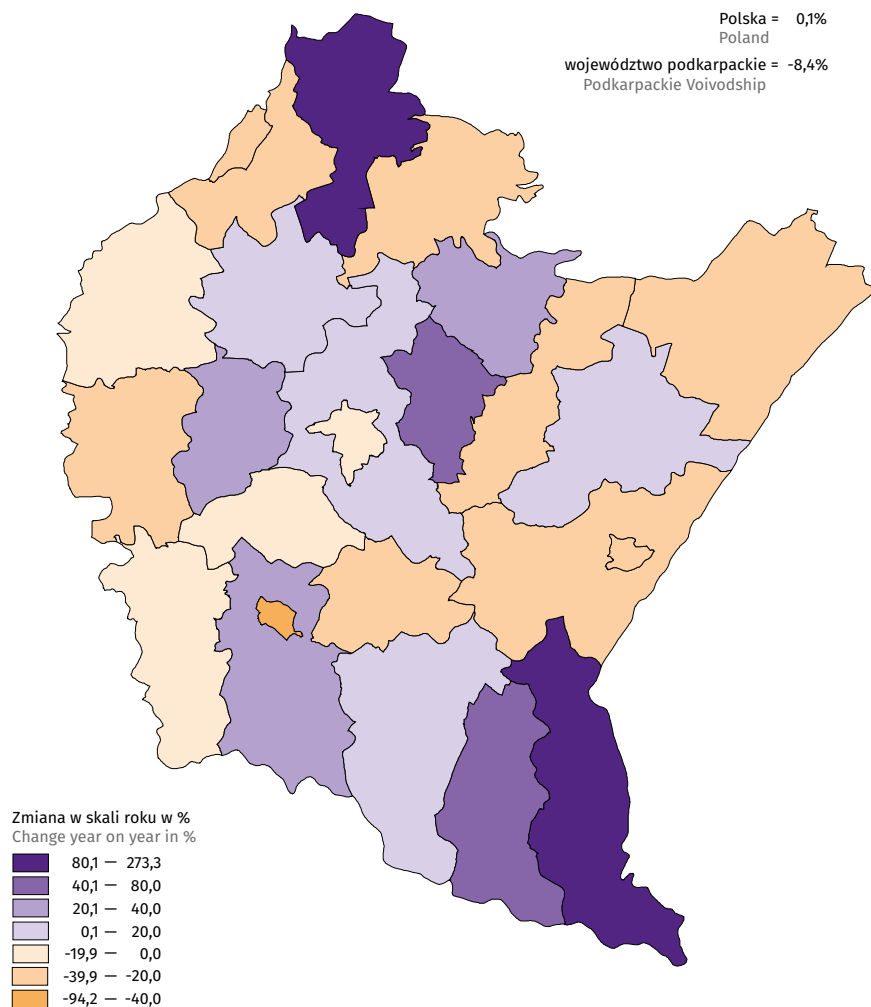 Polska = 0,1%
Poland
województwo podkarpackie = -8,4%
Podkarpackie Voivodship
Zmiana w skali roku w %
Change year on year in %
80,1 — 273,3
40,1 — 80,0
20,1 — 40,0
0,1 — 20,0
-19,9 — 0,0
-39,9 — -20,0
-94,2 — -40,0